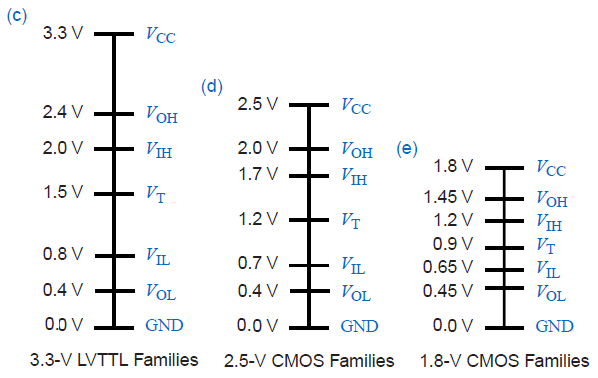 (c)
3.3 V VCC
2.4 V VOH
2.0 V VIH
1.5 V VT
0.8 V VIL
0.4 V VOL
0.0 V GND
3.3-V LVTTL Families
(d)
2.5 V VCC
2.0 V VOH
1.7 V VIH
1.2 V VT
0.7 V VIL
0.4 V VOL
0.0 V GND
2.5-V CMOS Families
(e)
1.8 V VCC
1.45 V VOH
1.2 V VIH
0.9 V VT
0.65 V VIL
0.45 V VOL
0.0 V GND
1.8-V CMOS Families